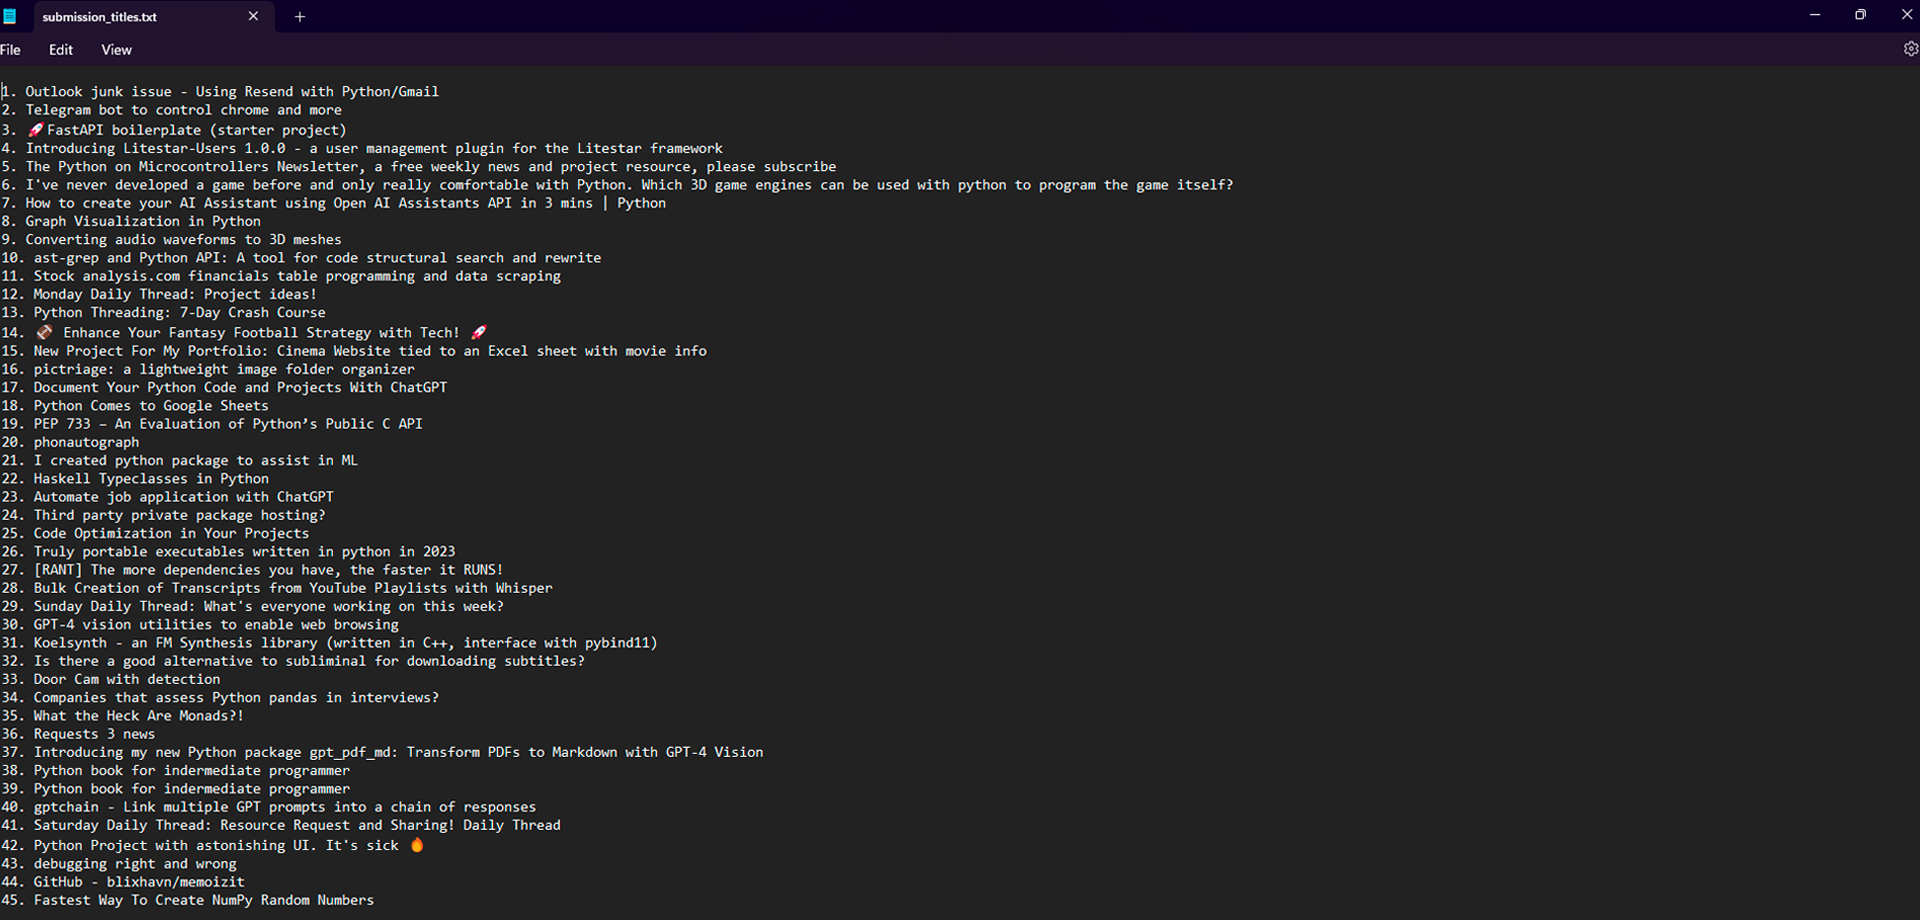 submission_titles.txt
File Edit View
1. Outlook junk issue - Using Resend with Python/Gmail
2. Telegram bot to control chrome and more
3. 🚀FastAPI boilerplate (starter project)
4. Introducing Litestar-Users 1.0.0 - a user management plugin for the Litestar framework
5. The Python on Microcontrollers Newsletter, a free weekly news and project resource, please subscribe
6. I've never developed a game before and only really comfortable with Python. Which 3D game engines can be used with python to program the game itself?
7. How to create your AI Assistant using Open AI Assistants API in 3 mins | Python
8. Graph Visualization in Python
9. Converting audio waveforms to 3D meshes
10. ast-grep and Python API: A tool for code structural search and rewrite
11. Stock analysis.com financials table programming and data scraping
12. Monday Daily Thread: Project ideas!
13. Python Threading: 7-Day Crash Course
14. 🏈 Enhance Your Fantasy Football Strategy with Tech! 🚀
15. New Project For My Portfolio: Cinema Website tied to an Excel sheet with movie info
16. pictriage: a lightweight image folder organizer
17. Document Your Python Code and Projects With ChatGPT
18. Python Comes to Google Sheets
19. PEP 733 – An Evaluation of Python’s Public C API
20. phonautograph
21. I created python package to assist in ML
22. Haskell Typeclasses in Python
23. Automate job application with ChatGPT
24. Third party private package hosting?
25. Code Optimization in Your Projects
26. Truly portable executables written in python in 2023
27. [RANT] The more dependencies you have, the faster it RUNS!
28. Bulk Creation of Transcripts from YouTube Playlists with Whisper
29. Sunday Daily Thread: What's everyone working on this week?
30. GPT-4 vision utilities to enable web browsing
31. Koelsynth - an FM Synthesis library (written in C++, interface with pybind11)
32. Is there a good alternative to subliminal for downloading subtitles?
33. Door Cam with detection
34. Companies that assess Python pandas in interviews?
35. What the Heck Are Monads?!
36. Requests 3 news
37. Introducing my new Python package gpt_pdf_md: Transform PDFs to Markdown with GPT-4 Vision
38. Python book for indermediate programmer
39. Python book for indermediate programmer
40. gptchain - Link multiple GPT prompts into a chain of responses
41. Saturday Daily Thread: Resource Request and Sharing! Daily Thread
42. Python Project with astonishing UI. It's sick 🔥
43. debugging right and wrong
44. GitHub - blixhavn/memoizit
45. Fastest Way To Create NumPy Random Numbers